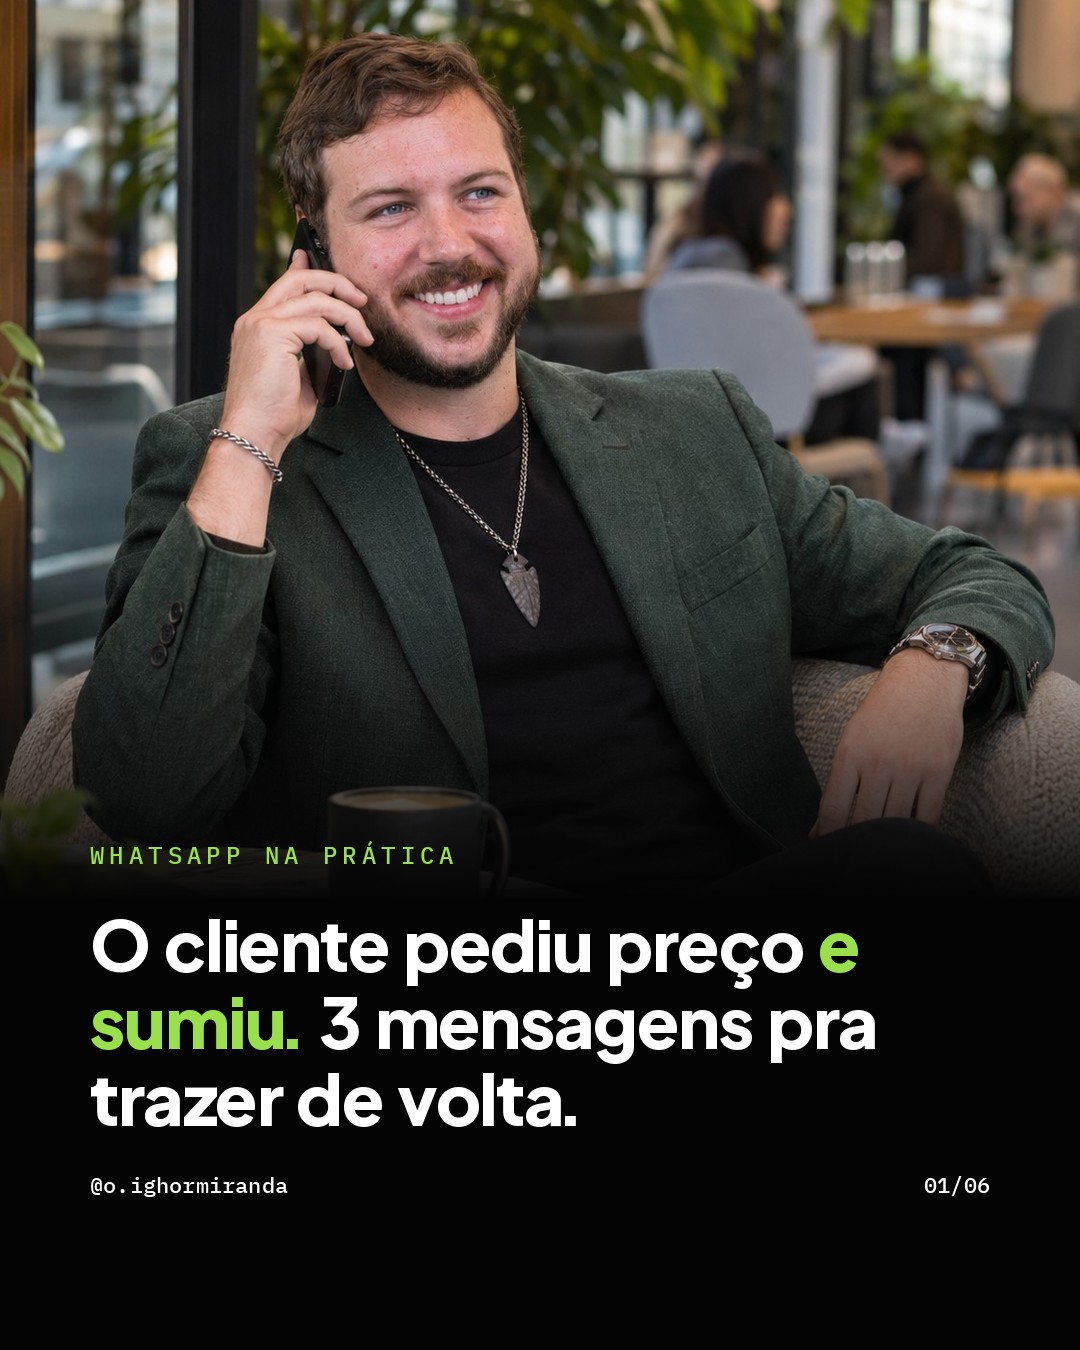 WHATSAPP NA PRÁTICA
O cliente pediu preço e
sumiu. 3 mensagens pra
trazer de volta.
@o.ighormiranda
01/06